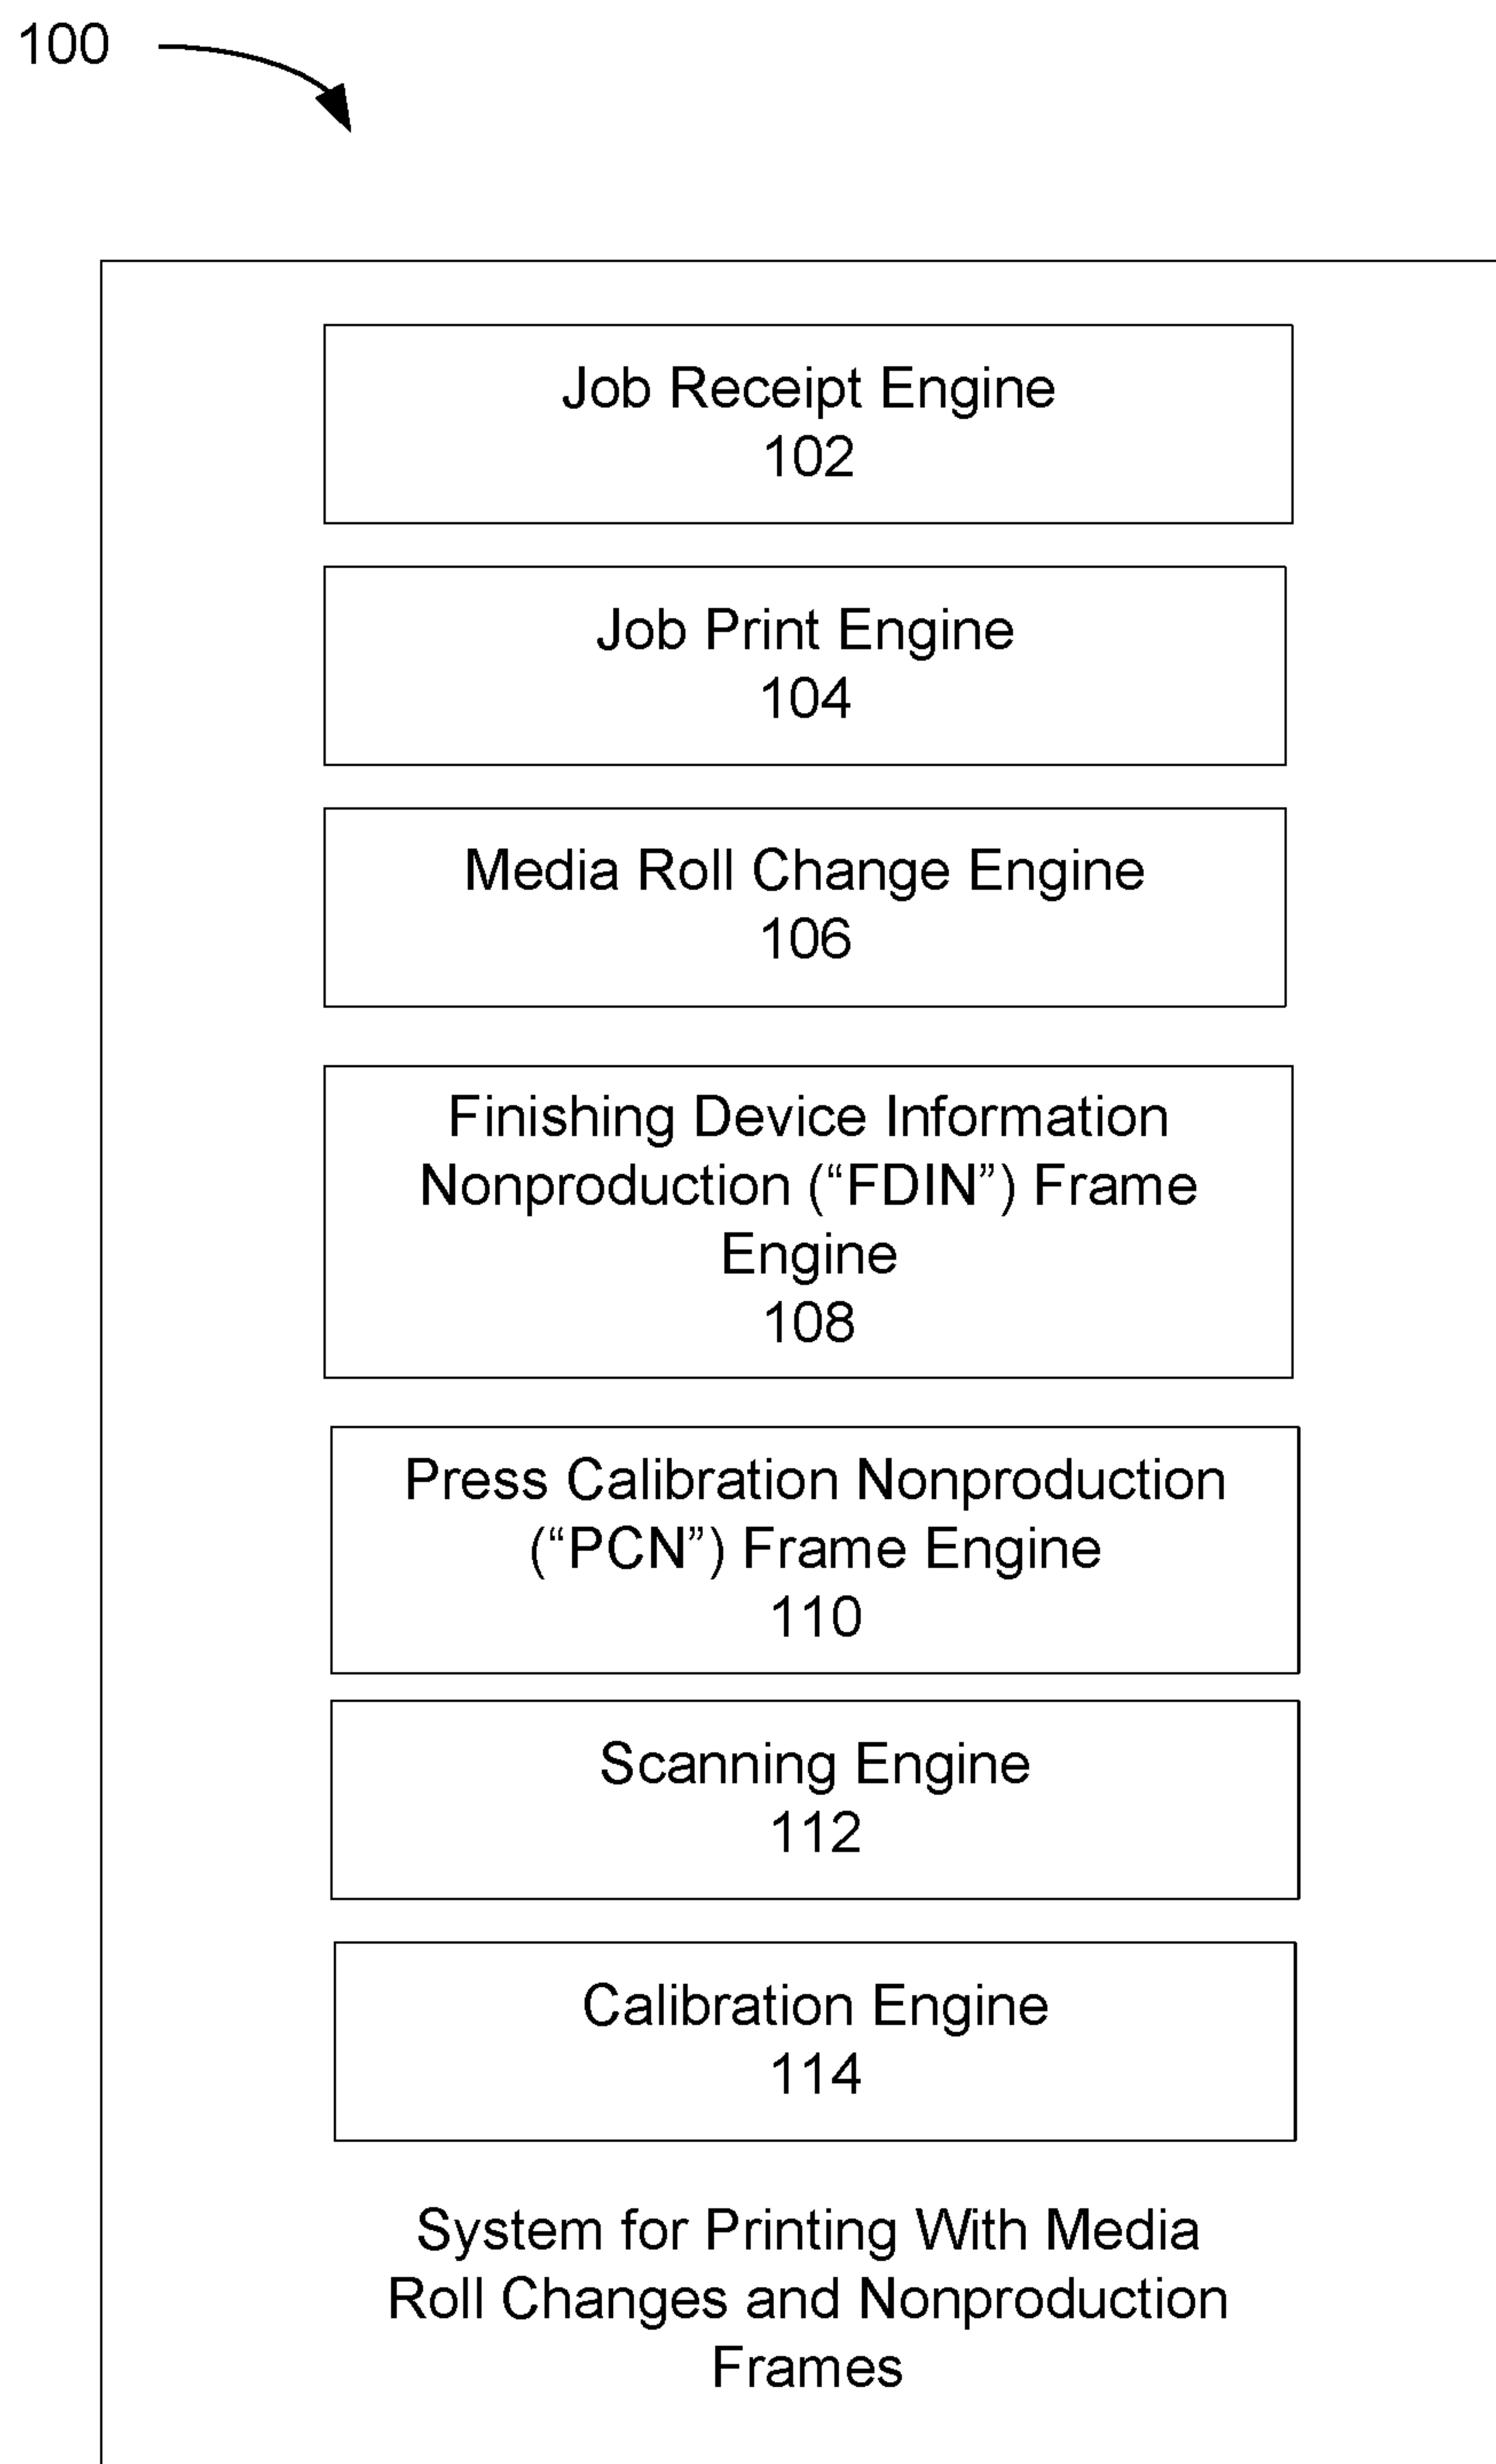 100
Job Receipt Engine
102
Job Print Engine
104
Media Roll Change Engine
106
Finishing Device Information
Nonproduction (“FDIN”) Frame
Engine
108
Press Calibration Nonproduction
(“PCN”) Frame Engine
110
Scanning Engine
112
Calibration Engine
114
System for Printing With Media
Roll Changes and Nonproduction
Frames